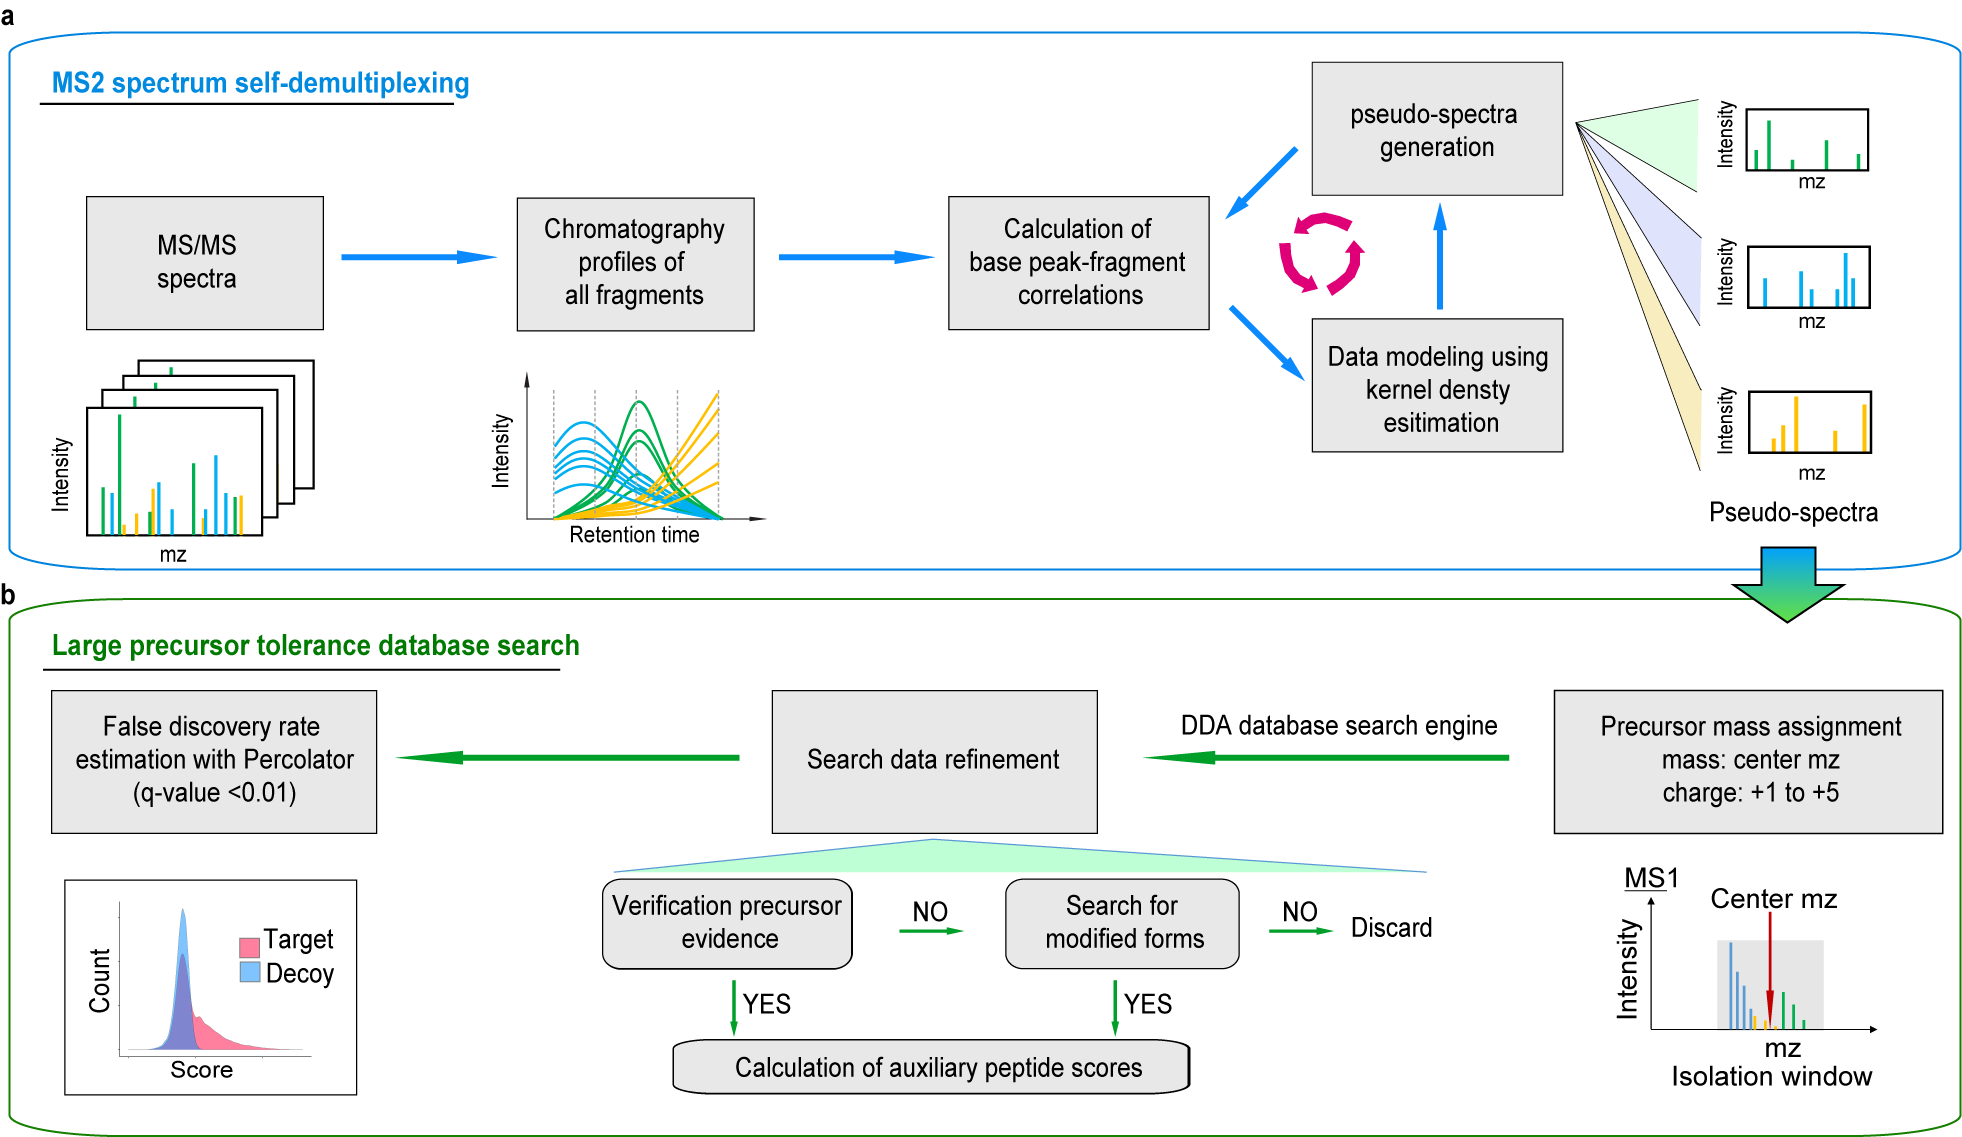 a
MS2 spectrum self-demultiplexing
MS/MS
spectra
Chromatography
profiles of
all fragments
Calculation of
base peak-fragment
correlations
pseudo-spectra
generation
Data modeling using
kernel densty
esitimation
Intensity
mz
Intensity
Retention time
Intensity
mz
Intensity
mz
Intensity
mz
Pseudo-spectra
b
Large precursor tolerance database search
False discovery rate
estimation with Percolator
(q-value <0.01)
Search data refinement
DDA database search engine
Precursor mass assignment
mass: center mz
charge: +1 to +5
Count
Target
Decoy
Score
Verification precursor
evidence
NO
Search for
modified forms
NO
Discard
YES
YES
Calculation of auxiliary peptide scores
MS1
Center mz
Intensity
mz
Isolation window